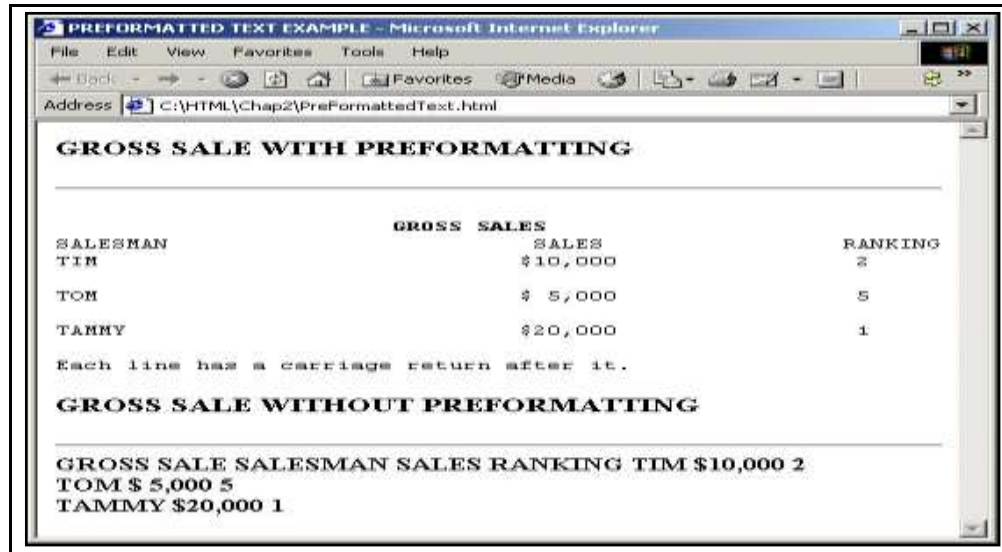 PREFORMATTED TEXT EXAMPLE - Microsoft Internet Explorer
File Edit View Favorites Tools Help
Back Favorites Media »
Address C:\HTML\Chap2\PreFormattedText.html
GROSS SALE WITH PREFORMATTING
GROSS SALES
SALESMAN SALES RANKING
TIM $10,000 2
TOM $ 5,000 5
TAMMY $20,000 1
Each line has a carriage return after it.
GROSS SALE WITHOUT PREFORMATTING
GROSS SALE SALESMAN SALES RANKING TIM $10,000 2
TOM $ 5,000 5
TAMMY $20,000 1